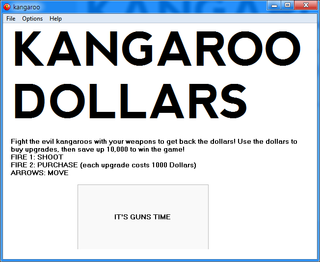 kangaroo
File Options Help
KANGAROO
DOLLARS
Fight the evil kangaroos with your weapons to get back the dollars! Use the dollars to
buy upgrades, then save up 10,000 to win the game!
FIRE 1: SHOOT
FIRE 2: PURCHASE (each upgrade costs 1000 Dollars)
ARROWS: MOVE
IT'S GUNS TIME